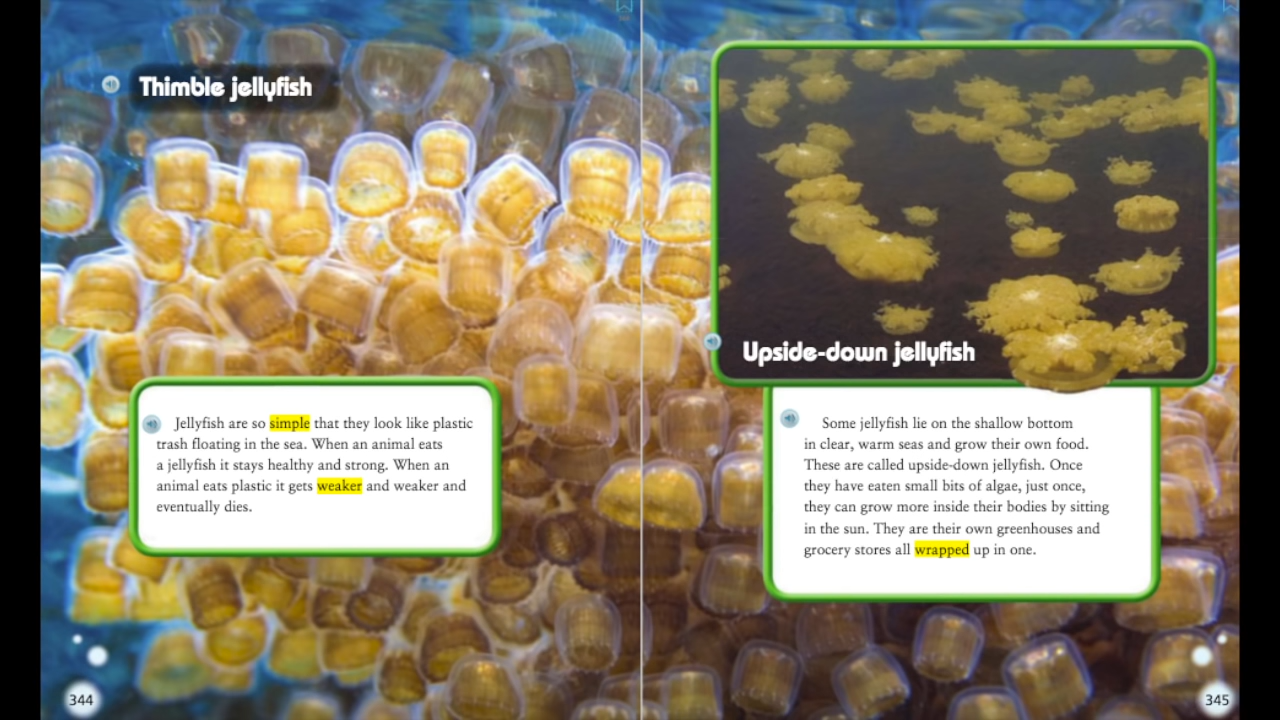 Thimble jellyfish
Jellyfish are so simple that they look like plastic
trash floating in the sea. When an animal eats
a jellyfish it stays healthy and strong. When an
animal eats plastic it gets weaker and weaker and
eventually dies.
344
Upside-down jellyfish
Some jellyfish lie on the shallow bottom
in clear, warm seas and grow their own food.
These are called upside-down jellyfish. Once
they have eaten small bits of algae, just once,
they can grow more inside their bodies by sitting
in the sun. They are their own greenhouses and
grocery stores all wrapped up in one.
345